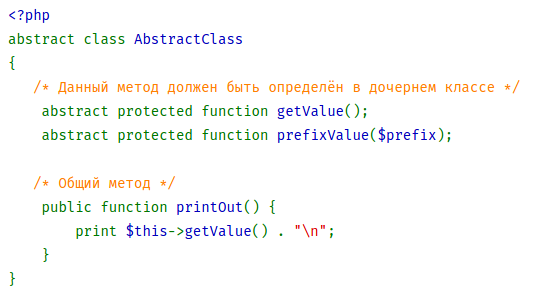 <?php
abstract class AbstractClass
{
   /* Данный метод должен быть определён в дочернем классе */
    abstract protected function getValue();
    abstract protected function prefixValue($prefix);

   /* Общий метод */
    public function printOut() {
        print $this->getValue() . "\n";
    }
}